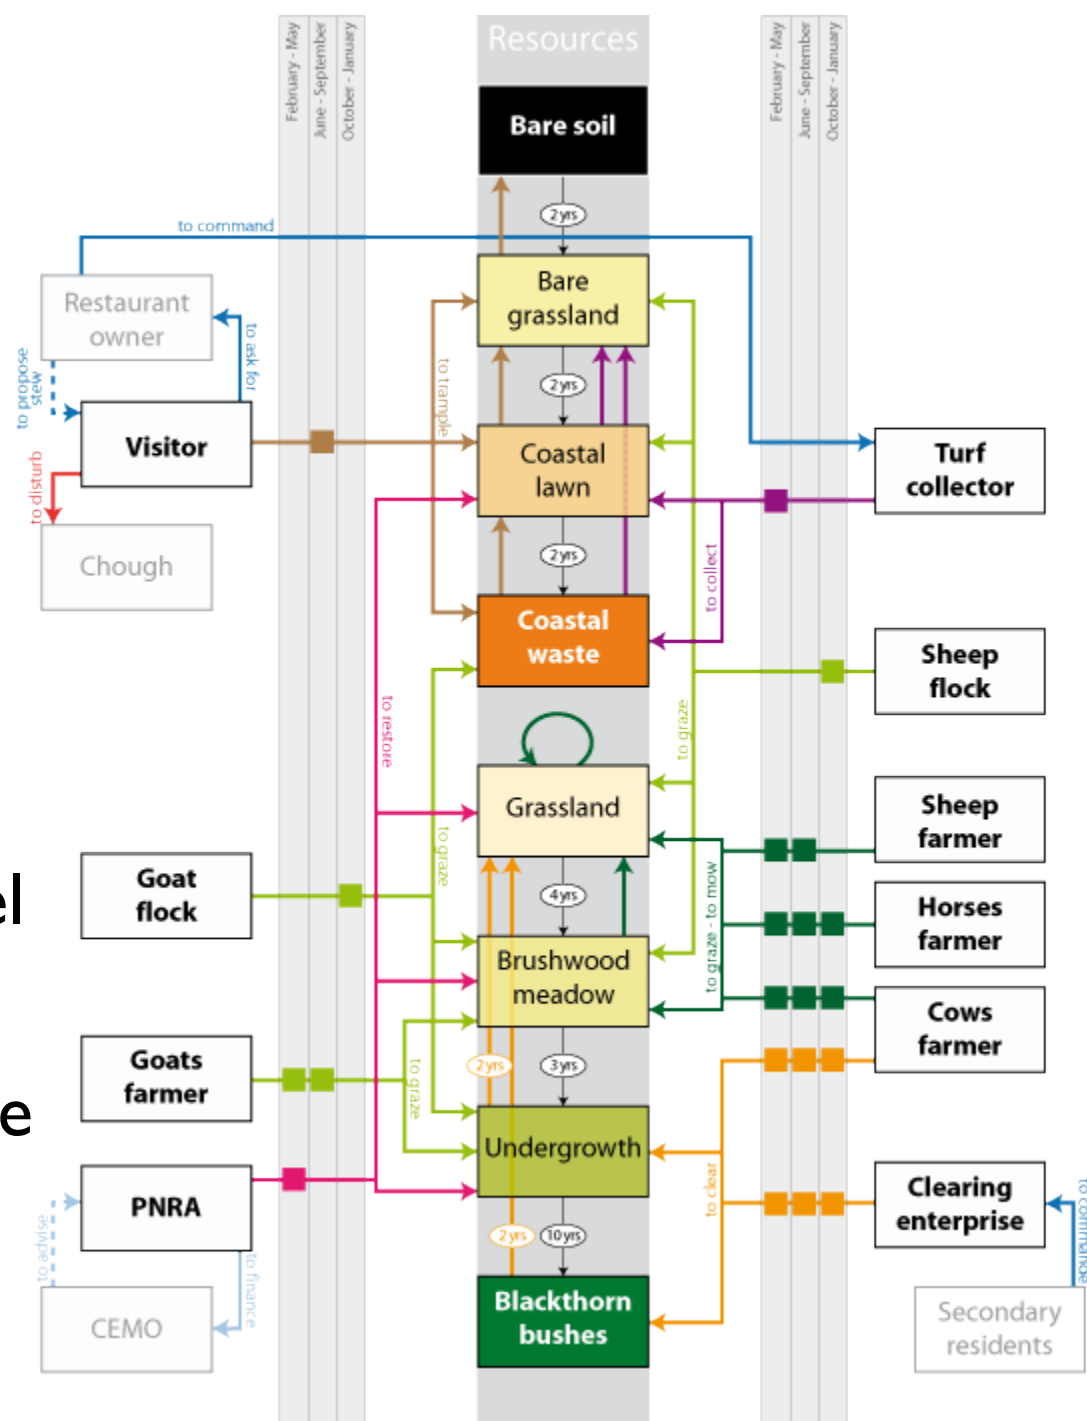 Resources
February - May
June - September
October - January
February - May
June - September
October - January
Bare soil
2 yrs
to command
Bare
grassland
Restaurant
owner
to ask for
to propose
stew
2 yrs
to trample
Visitor
Coastal
lawn
Turf
collector
to disturb
Chough
2 yrs
to collect
Coastal
waste
Sheep
flock
to restore
to graze
Grassland
Sheep
farmer
to graze
Goat
flock
el
4 yrs
to graze - to mow
Horses
farmer
Brushwood
meadow
Cows
farmer
Goats
farmer
2 yrs
3 yrs
to graze
e
Undergrowth
PNRA
to clear
Clearing
enterprise
to advise
to finance
2 yrs
10 yrs
to commande
CEMO
Blackthorn
bushes
Secondary
residents